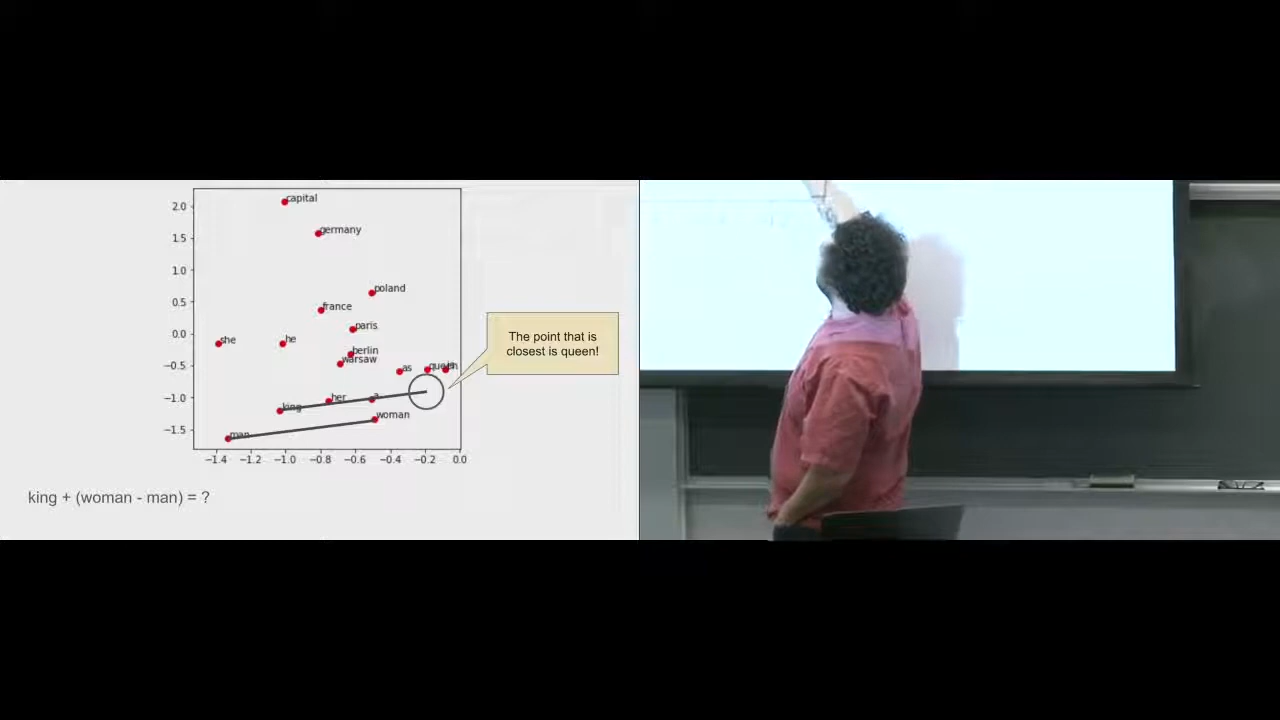 2.0
1.5
1.0
0.5
0.0
−0.5
−1.0
−1.5
−1.4 −1.2 −1.0 −0.8 −0.6 −0.4 −0.2 0.0
capital
germany
poland
france
paris
she
he
berlin
warsaw
as
queen
her
a
king
woman
man
The point that is
closest is queen!
king + (woman - man) = ?